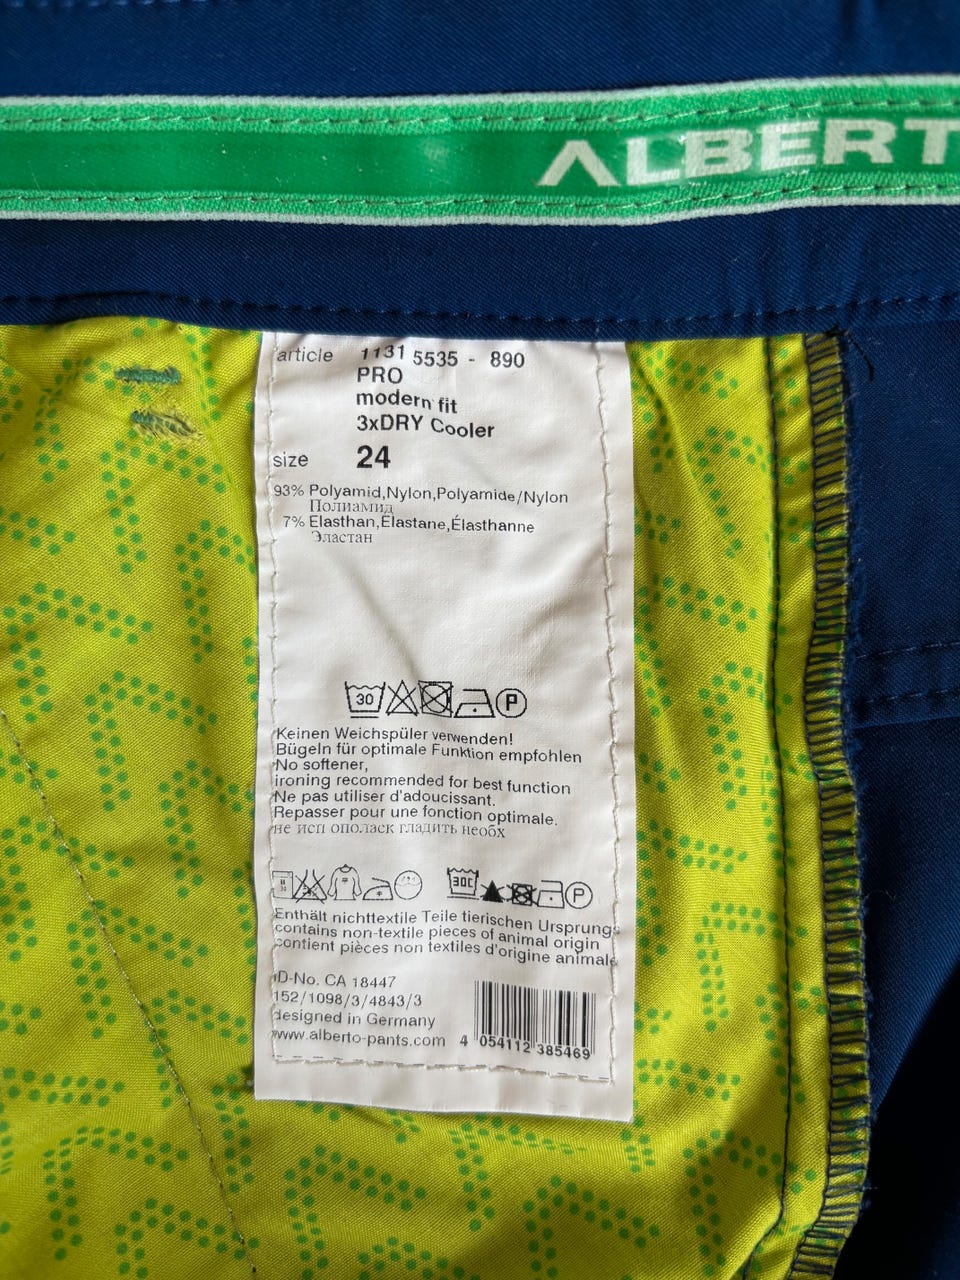 ALBERT
article 1131 5535 - 890
PRO
modern fit
3xDRY Cooler
size 24
93% Polyamid,Nylon,Polyamide/Nylon
Полиамид
7% Elasthan,Elastane,Élasthanne
Эластан
30 P
Keinen Weichspüler verwenden!
Bügeln für optimale Funktion empfohlen
No softener,
ironing recommended for best function
Ne pas utiliser d'adoucissant.
Repasser pour une fonction optimale.
не исп ополаск гладить необх
30C P
Enthält nichttextile Teile tierischen Ursprungs
contains non-textile pieces of animal origin
contient pièces non textiles d'origine animale
ID-No. CA 18447
152/1098/3/4843/3
designed in Germany
www.alberto-pants.com
4 054112 385469